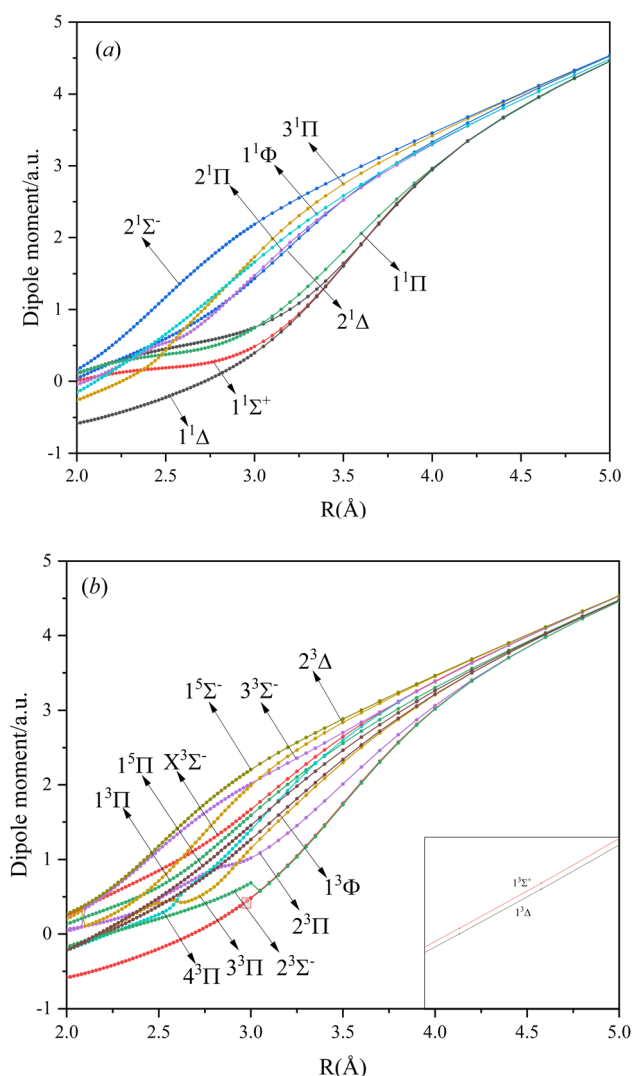 (a)
5
4
3
2
1
0
-1
Dipole moment/a.u.
3¹Π
1¹Φ
2¹Π
2¹Σ⁻
1¹Π
2¹Δ
1¹Σ⁺
1¹Δ
2.0 2.5 3.0 3.5 4.0 4.5 5.0
R(Å)
(b)
5
4
3
2
1
0
-1
Dipole moment/a.u.
2³Δ
3³Σ⁻
1⁵Σ⁻
X³Σ⁻
1⁵Π
1³Π
1³Φ
2³Π
2³Σ⁻
3³Π
4³Π
1³Σ⁺
1³Δ
2.0 2.5 3.0 3.5 4.0 4.5 5.0
R(Å)